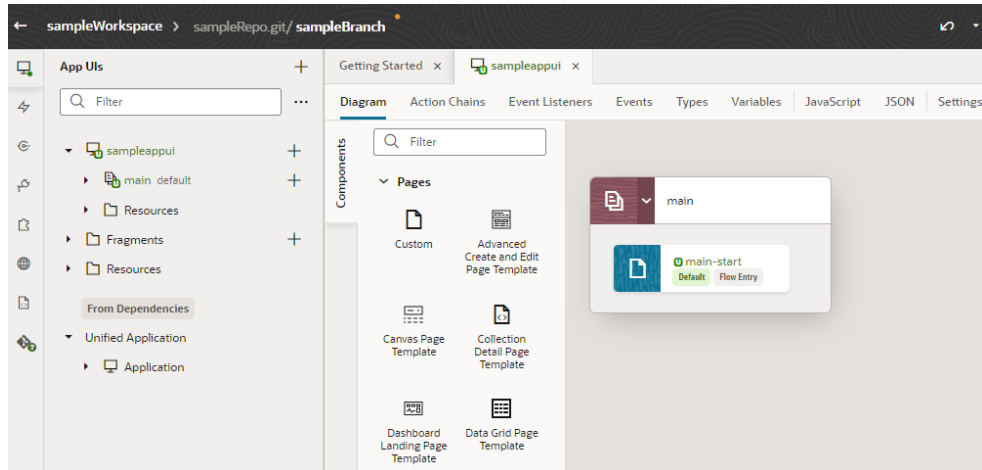 sampleWorkspace > sampleRepo.git/ sampleBranch
App UIs
Filter
sampleappui
main default
Resources
Fragments
Resources
From Dependencies
Unified Application
Application
Getting Started × sampleappui ×
Diagram Action Chains Event Listeners Events Types Variables JavaScript JSON Settings
Components
Filter
Pages
Custom
Advanced
Create and Edit
Page Template
Canvas Page
Template
Collection
Detail Page
Template
Dashboard
Landing Page
Template
Data Grid Page
Template
main
main-start
Default Flow Entry